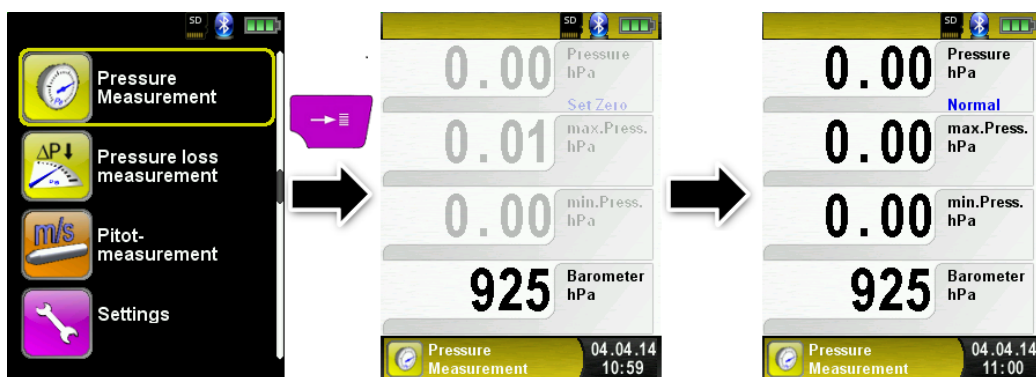 SD
Pressure
Measurement
ΔP
Pressure loss
measurement
m/s
Pitot-
measurement
Settings
SD
0.00
Pressure
hPa
Set Zero
0.01
max.Press.
hPa
0.00
min.Press.
hPa
925
Barometer
hPa
Pressure
Measurement
04.04.14
10:59
SD
0.00
Pressure
hPa
Normal
0.00
max.Press.
hPa
0.00
min.Press.
hPa
925
Barometer
hPa
Pressure
Measurement
04.04.14
11:00